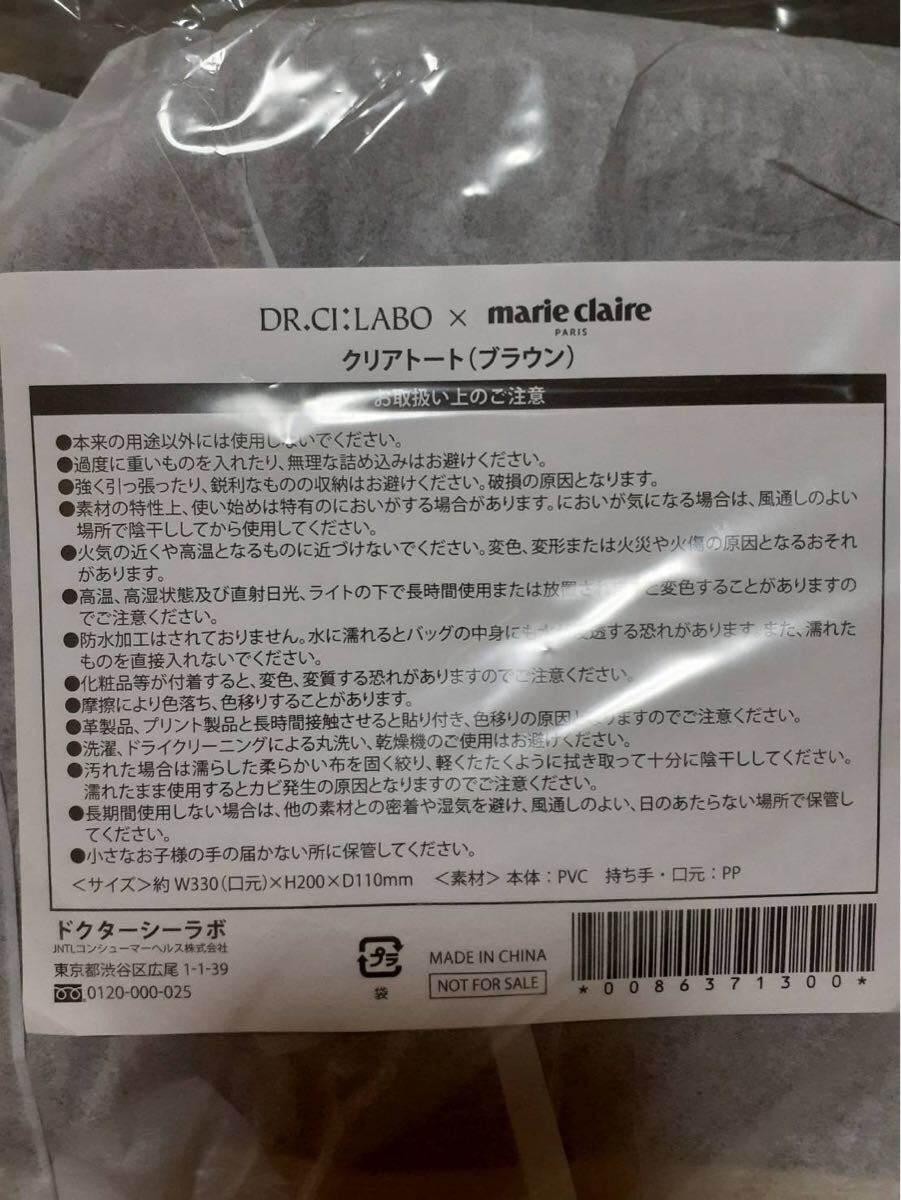 DR.CI:LABO × marie claire
PARIS
クリアトート(ブラウン)
お取扱い上のご注意
●本来の用途以外には使用しないでください。
●過度に重いものを入れたり、無理な詰め込みはお避けください。
●強く引っ張ったり、鋭利なものの収納はお避けください。破損の原因となります。
●素材の特性上、使い始めは特有のにおいがする場合があります。においが気になる場合は、風通しのよい
場所で陰干ししてから使用してください。
●火気の近くや高温となるものに近づけないでください。変色、変形または火災や火傷の原因となるおそれ
があります。
●高温、高湿状態及び直射日光、ライトの下で長時間使用または放置されますと変色することがありますの
でご注意ください。
●防水加工はされておりません。水に濡れるとバッグの中身にも水が浸透する恐れがあります。また、濡れた
ものを直接入れないでください。
●化粧品等が付着すると、変色、変質する恐れがありますのでご注意ください。
●摩擦により色落ち、色移りすることがあります。
●革製品、プリント製品と長時間接触させると貼り付き、色移りの原因となりますのでご注意ください。
●洗濯、ドライクリーニングによる丸洗い、乾燥機のご使用はお避けください。
●汚れた場合は濡らした柔らかい布を固く絞り、軽くたたくように拭き取って十分に陰干ししてください。
濡れたまま使用するとカビ発生の原因となりますのでご注意ください。
●長期間使用しない場合は、他の素材との密着や湿気を避け、風通しのよい、日のあたらない場所で保管し
てください。
●小さなお子様の手の届かない所に保管してください。
<サイズ>約 W330(口元)×H200×D110mm <素材>本体：PVC 持ち手・口元：PP
ドクターシーラボ
JNTLコンシューマーヘルス株式会社
東京都渋谷区広尾 1-1-39
0120-000-025
プラ
袋
MADE IN CHINA
NOT FOR SALE
*0086371300*